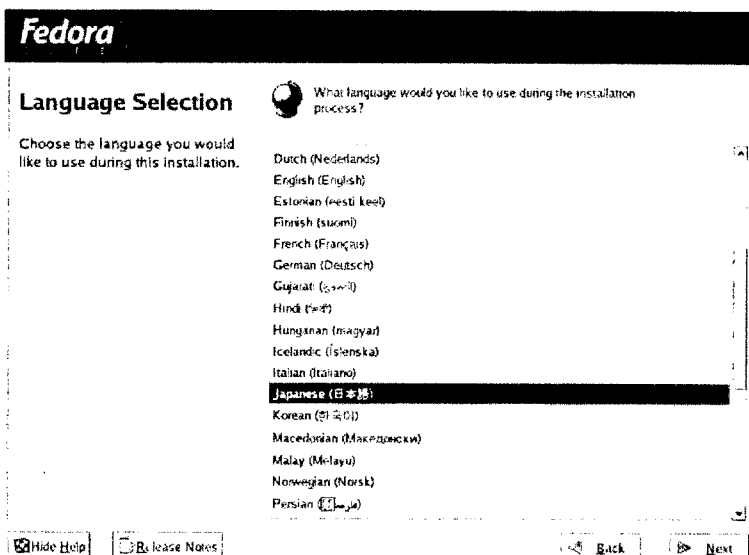 Fedora
Language Selection
Choose the language you would
like to use during this installation.
What language would you like to use during the installation
process?
Dutch (Nederlands)
English (English)
Estonian (eesti keel)
Finnish (suomi)
French (Français)
German (Deutsch)
Gujarati
Hindi
Hungarian (magyar)
Icelandic (Íslenska)
Italian (Italiano)
Japanese (日本語)
Korean (한국어)
Macedonian (Македонски)
Malay (Melayu)
Norwegian (Norsk)
Persian
Hide Help
Release Notes
Back
Next